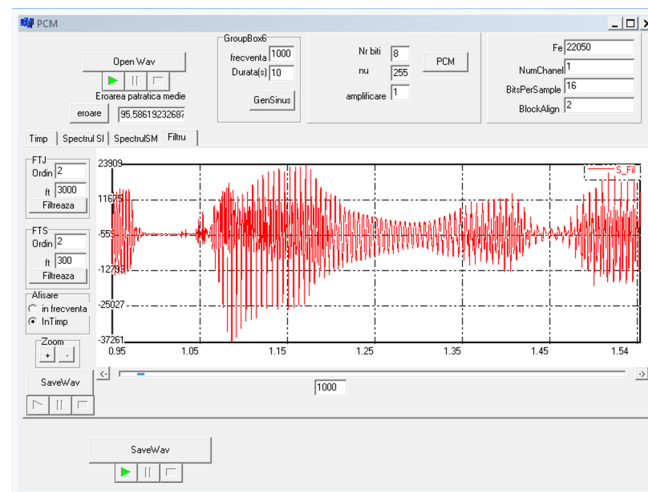 PCM
Open Wav
Eroarea patratica medie
eroare 95.58619232687
GroupBox6
frecventa 1000
Durata(s) 10
GenSinus
Nr biti 8
nu 255
amplificare 1
PCM
Fe 22050
NumChanel 1
BitsPerSample 16
BlockAlign 2
Timp Spectrul SI SpectrulSM Filtru
FTJ
Ordin 2
ft 3000
Filtreaza
FTS
Ordin 2
ft 300
Filtreaza
Afisare
in frecventa
InTimp
Zoom
+ -
SaveWav
23909
11675
-559
-12793
-25027
-37261
0.95 1.05 1.15 1.25 1.35 1.45 1.54
S_Fil
<- ->
1000
SaveWav